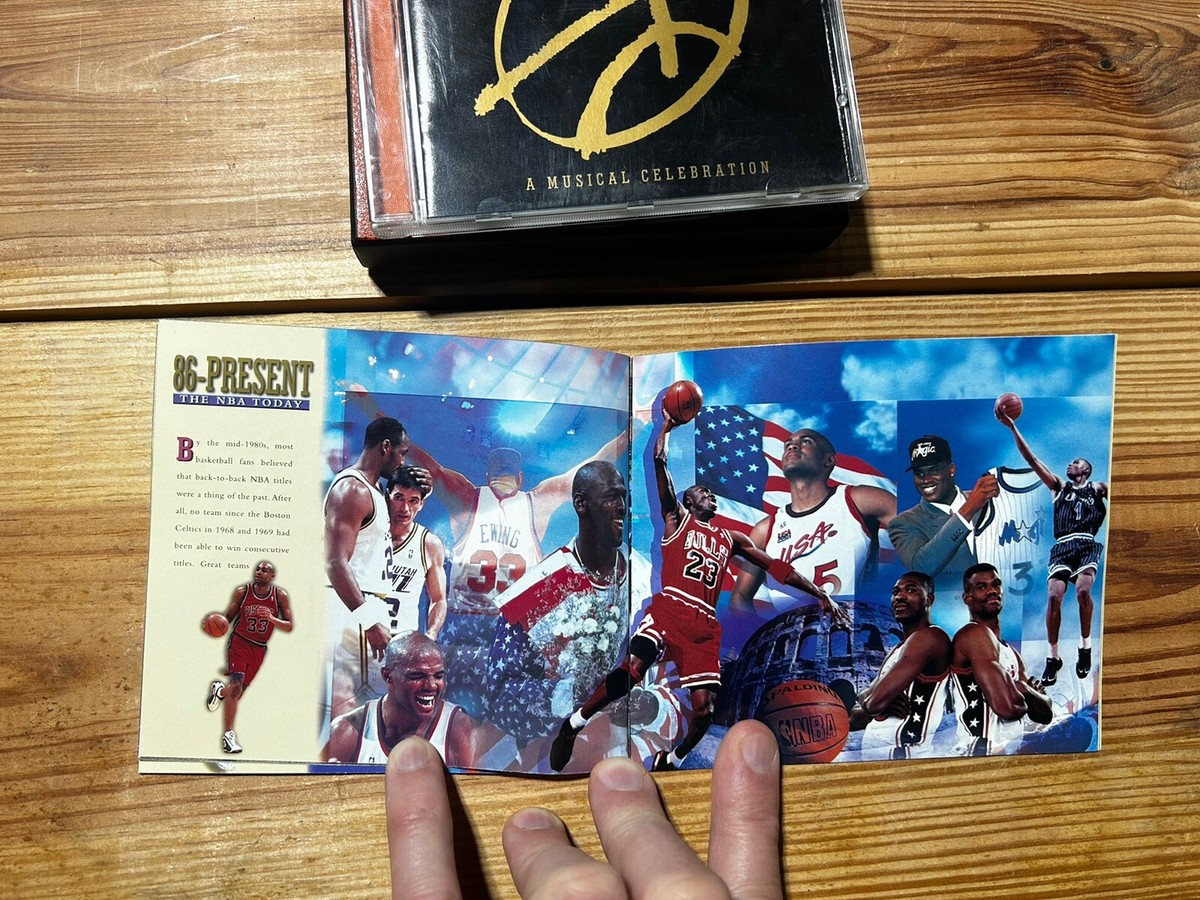 A MUSICAL CELEBRATION
86-PRESENT
THE NBA TODAY
By the mid-1980s, most
basketball fans believed
that back-to-back NBA titles
were a thing of the past. After
all, no team since the Boston
Celtics in 1968 and 1969 had
been able to win consecutive
titles. Great teams
33
EWING
33
UTAH
BULLS
23
USA
5
Magic
3
SPALDING
NBA